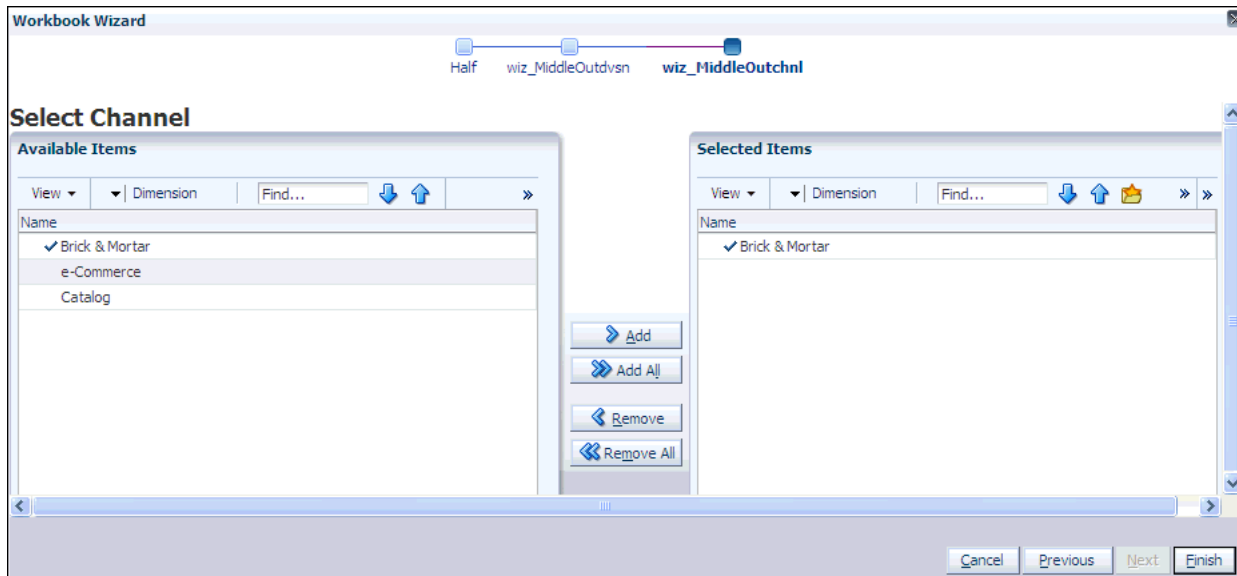 Workbook Wizard
Half wiz_MiddleOutdvsn wiz_MiddleOutchnl
Select Channel
Available Items
View Dimension Find... »
Name
Brick & Mortar
e-Commerce
Catalog
Add
Add All
Remove
Remove All
Selected Items
View Dimension Find... » »
Name
Brick & Mortar
Cancel Previous Next Finish